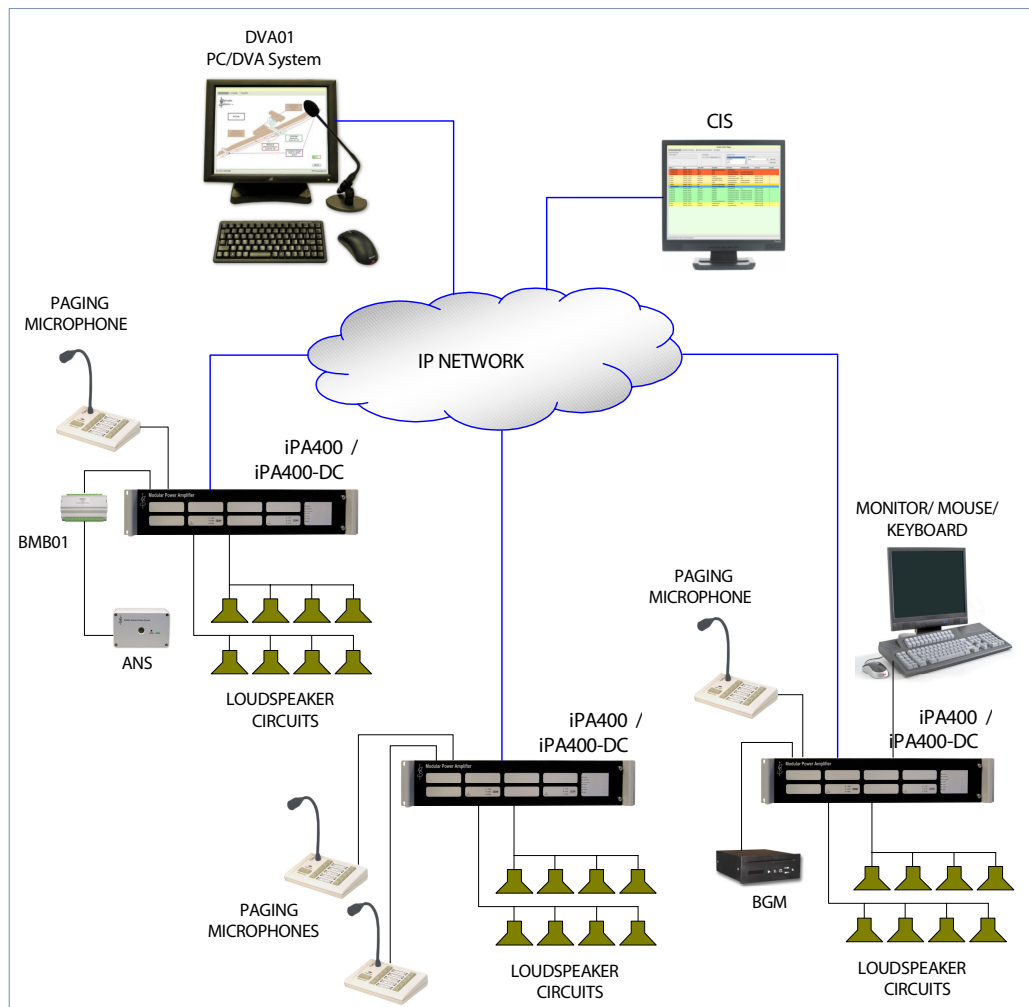 DVA01
PC/DVA System
CIS
PAGING
MICROPHONE
IP NETWORK
iPA400 /
iPA400-DC
Modular Power Amplifier
BMB01
ANS
LOUDSPEAKER
CIRCUITS
MONITOR/ MOUSE/
KEYBOARD
PAGING
MICROPHONE
iPA400 /
iPA400-DC
Modular Power Amplifier
iPA400 /
iPA400-DC
Modular Power Amplifier
PAGING
MICROPHONES
BGM
LOUDSPEAKER
CIRCUITS
LOUDSPEAKER
CIRCUITS